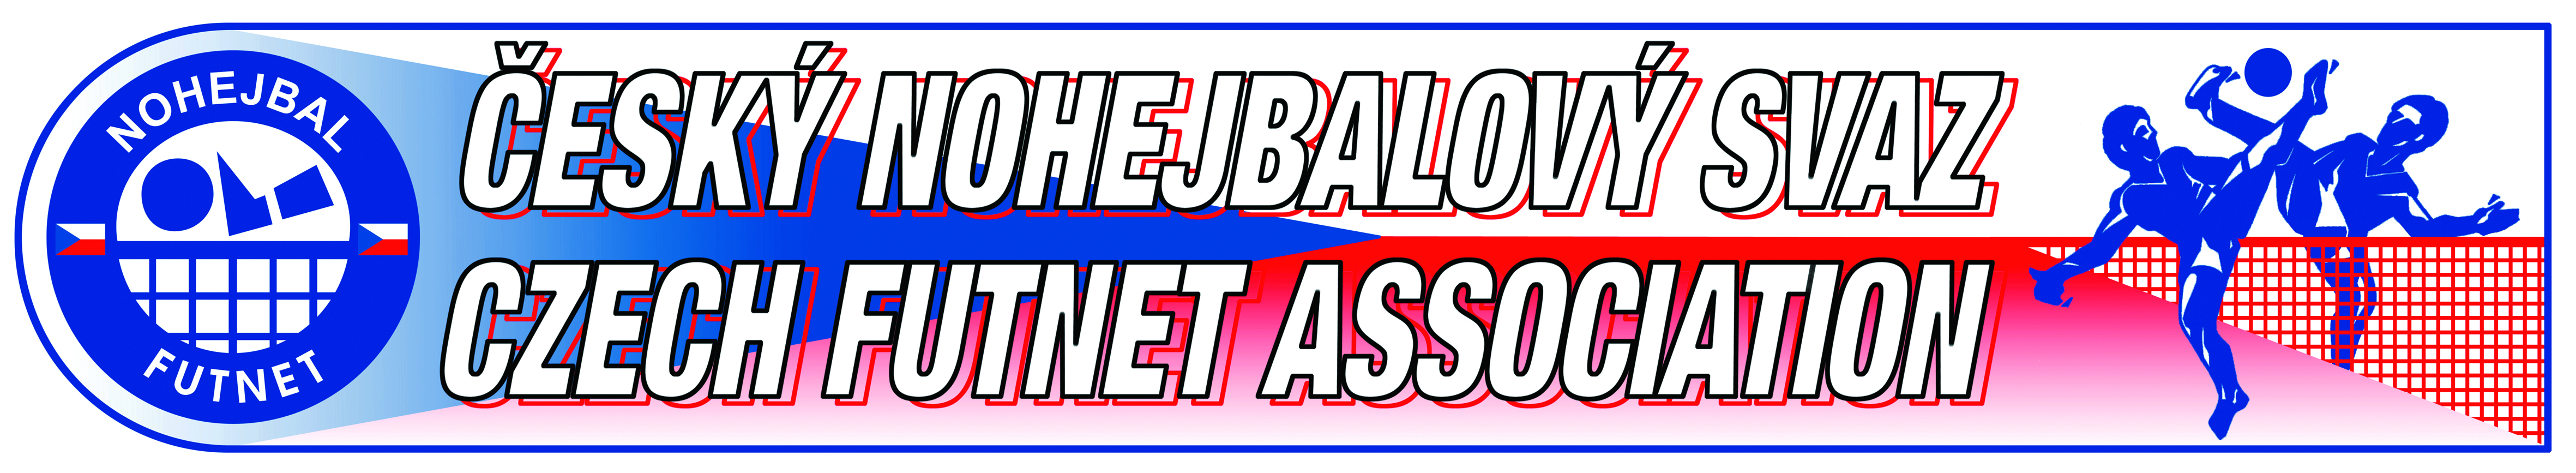 NOHEJBAL
FUTNET
ČESKÝ NOHEJBALOVÝ SVAZ
CZECH FUTNET ASSOCIATION